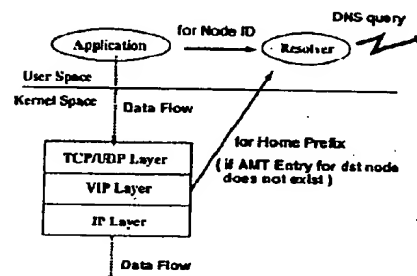 DNS query
for Node ID
Application
Resolver
User Space
Kernel Space
Data Flow
for Home Prefix
( if AMT Entry for dst node
does not exist )
TCP/UDP Layer
VIP Layer
IP Layer
Data Flow